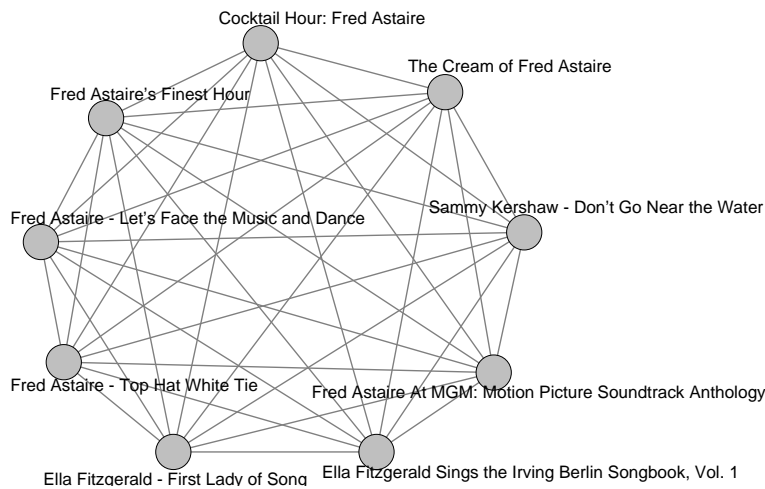 Cocktail Hour: Fred Astaire
The Cream of Fred Astaire
Fred Astaire's Finest Hour
Sammy Kershaw - Don't Go Near the Water
Fred Astaire - Let's Face the Music and Dance
Fred Astaire - Top Hat White Tie
Fred Astaire At MGM: Motion Picture Soundtrack Anthology
Ella Fitzgerald - First Lady of Song
Ella Fitzgerald Sings the Irving Berlin Songbook, Vol. 1